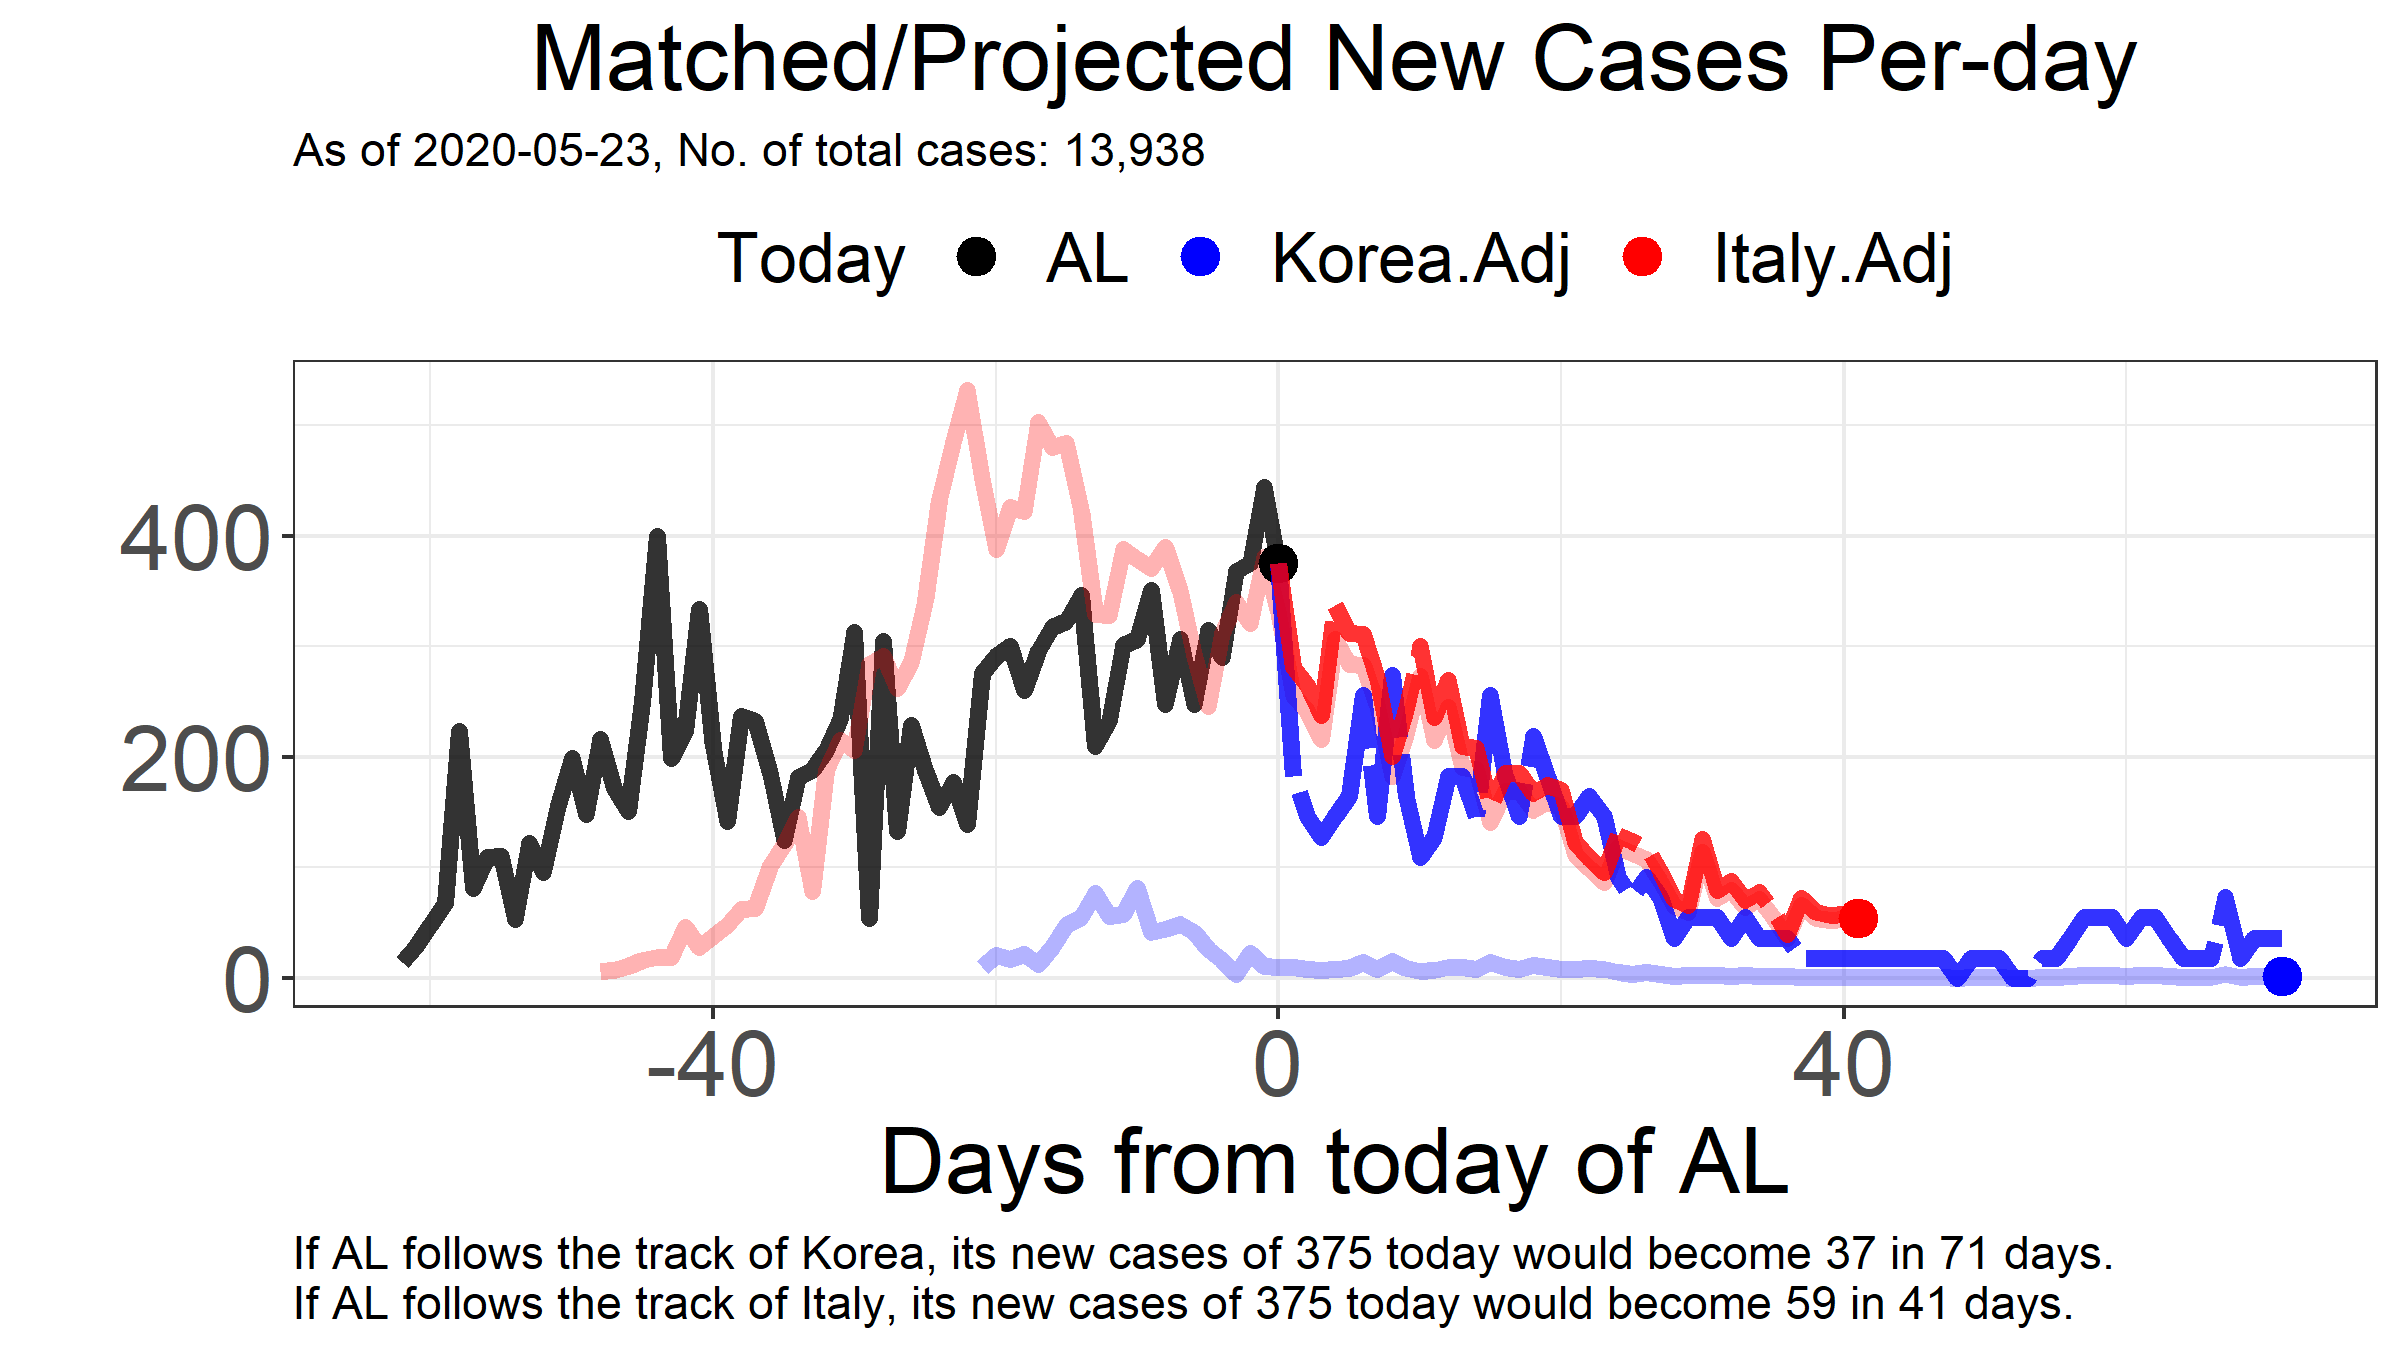 Matched/Projected New Cases Per-day
As of 2020-05-23, No. of total cases: 13,938
Today AL Korea.Adj Italy.Adj
400
200
0
-40 0 40
Days from today of AL
If AL follows the track of Korea, its new cases of 375 today would become 37 in 71 days.
If AL follows the track of Italy, its new cases of 375 today would become 59 in 41 days.